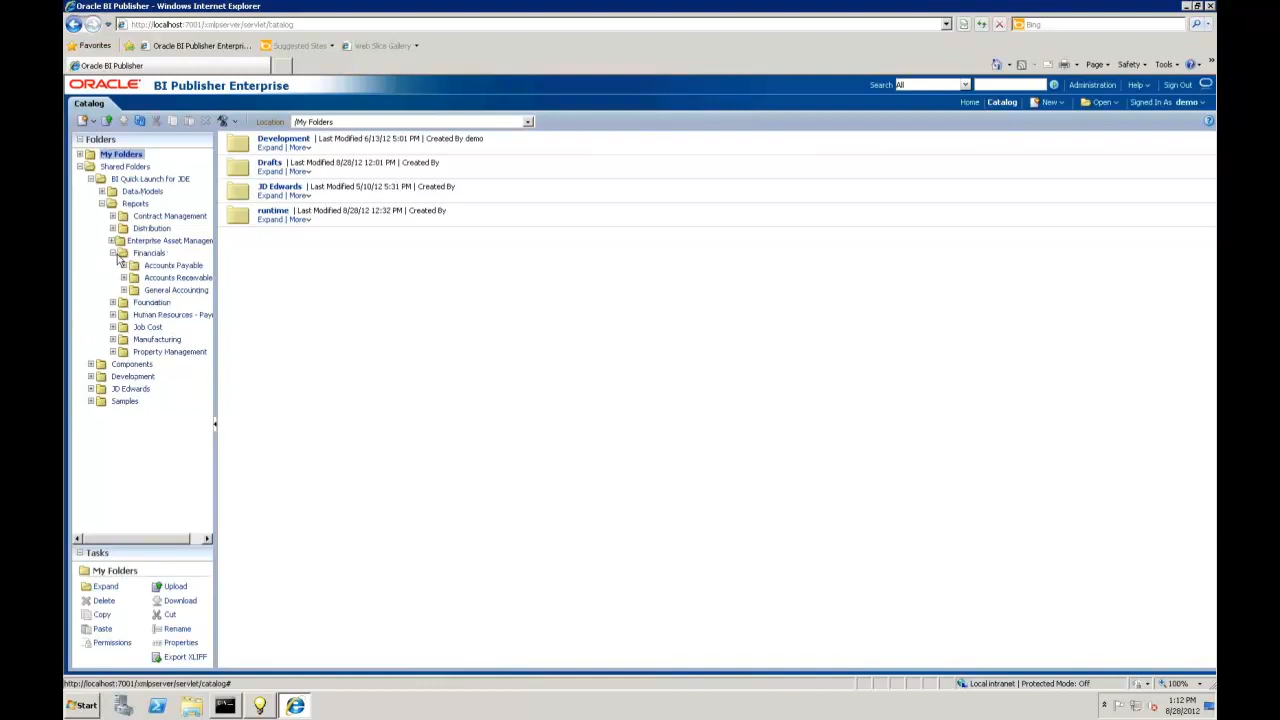 Oracle BI Publisher - Windows Internet Explorer
http://localhost:7001/xmlpserver/servlet/catalog
Bing
Favorites
Oracle BI Publisher Enterpri...
Suggested Sites
Web Slice Gallery
Oracle BI Publisher
Page
Safety
Tools
ORACLE BI Publisher Enterprise
Search All
Administration
Help
Sign Out
Catalog
Home
Catalog
New
Open
Signed In As demo
Location /My Folders
Folders
My Folders
Shared Folders
BI Quick Launch for JDE
Data Models
Reports
Contract Management
Distribution
Enterprise Asset Manager
Financials
Accounts Payable
Accounts Receivable
General Accounting
Foundation
Human Resources - Pay
Job Cost
Manufacturing
Property Management
Components
Development
JD Edwards
Samples
Development | Last Modified 6/13/12 5:01 PM | Created By demo
Expand | More
Drafts | Last Modified 8/28/12 12:01 PM | Created By
Expand | More
JD Edwards | Last Modified 5/10/12 5:31 PM | Created By
Expand | More
runtime | Last Modified 8/28/12 12:32 PM | Created By
Expand | More
Tasks
My Folders
Expand
Upload
Delete
Download
Copy
Cut
Paste
Rename
Permissions
Properties
Export XLIFF
http://localhost:7001/xmlpserver/servlet/catalog#
Local intranet | Protected Mode: Off
100%
Start
1:12 PM
8/28/2012